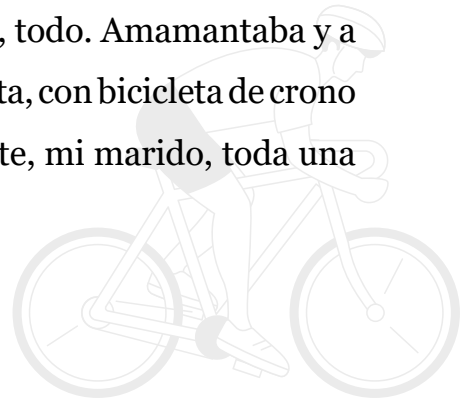 , todo. Amamantaba y a
ta, con bicicleta de crono
te, mi marido, toda una